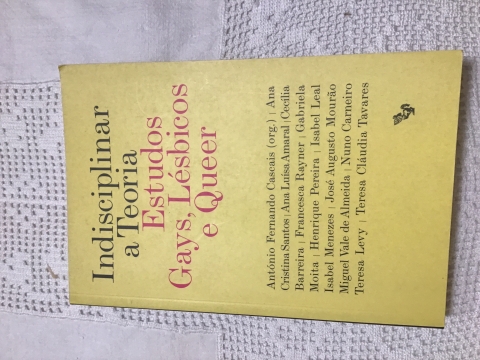 Indisciplinar
a Teoria
Estudos
Gays, Lésbicos
e Queer
António Fernando Cascais (org.) | Ana
Cristina Santos | Ana Luísa Amaral | Cecília
Barreira | Francesca Rayner | Gabriela
Moita | Henrique Pereira | Isabel Leal
Isabel Menezes | José Augusto Mourão
Miguel Vale de Almeida | Nuno Carneiro
Teresa Levy | Teresa Cláudia Tavares